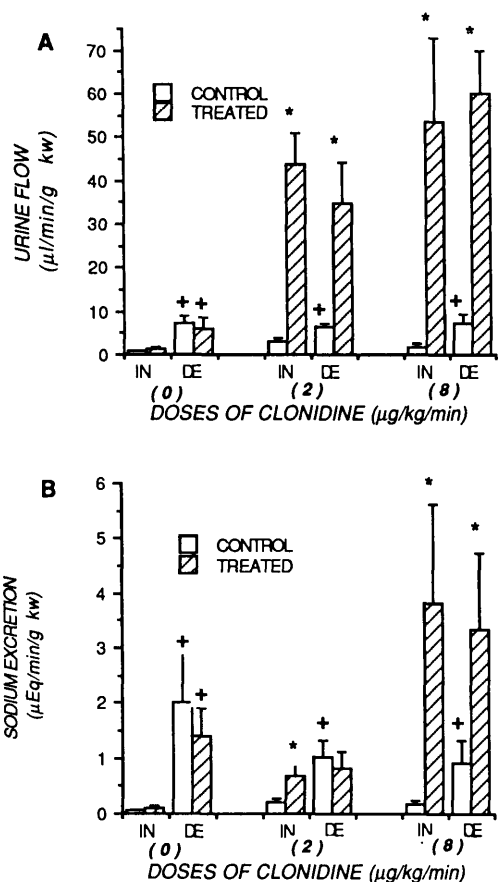 A
URINE FLOW
(µl/min/g kw)
70
60
50
40
30
20
10
0
CONTROL
TREATED
* * * *
+ + + +
IN DE IN DE IN DE
(0) (2) (8)
DOSES OF CLONIDINE (µg/kg/min)
B
SODIUM EXCRETION
(µEq/min/g kw)
6
5
4
3
2
1
0
CONTROL
TREATED
* * *
+ + + +
IN DE IN DE IN DE
(0) (2) (8)
DOSES OF CLONIDINE (µg/kg/min)